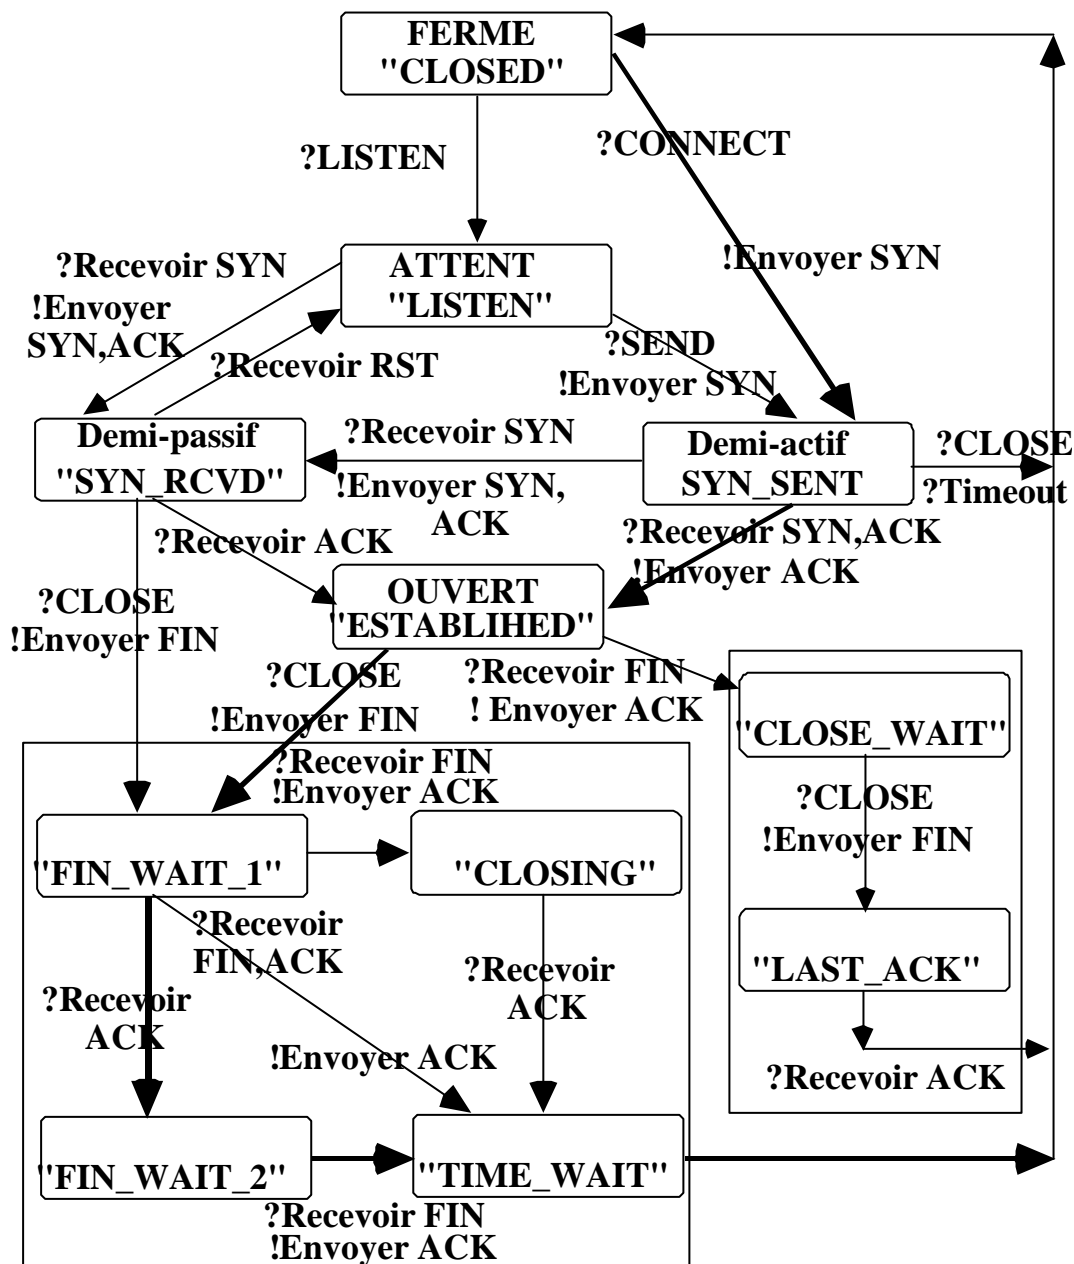 FERME
"CLOSED"
?LISTEN
?CONNECT
!Envoyer SYN
?Recevoir SYN
!Envoyer
SYN,ACK
ATTENT
"LISTEN"
?Recevoir RST
?SEND
!Envoyer SYN
Demi-passif
"SYN_RCVD"
?Recevoir SYN
!Envoyer SYN,
ACK
Demi-actif
SYN_SENT
?CLOSE
?Timeout
?Recevoir ACK
?Recevoir SYN,ACK
!Envoyer ACK
OUVERT
"ESTABLIHED"
?CLOSE
!Envoyer FIN
?CLOSE
!Envoyer FIN
?Recevoir FIN
! Envoyer ACK
"CLOSE_WAIT"
?Recevoir FIN
!Envoyer ACK
?CLOSE
!Envoyer FIN
"FIN_WAIT_1"
"CLOSING"
?Recevoir
FIN,ACK
?Recevoir
ACK
"LAST_ACK"
?Recevoir
ACK
!Envoyer ACK
?Recevoir ACK
"FIN_WAIT_2"
"TIME_WAIT"
?Recevoir FIN
!Envoyer ACK